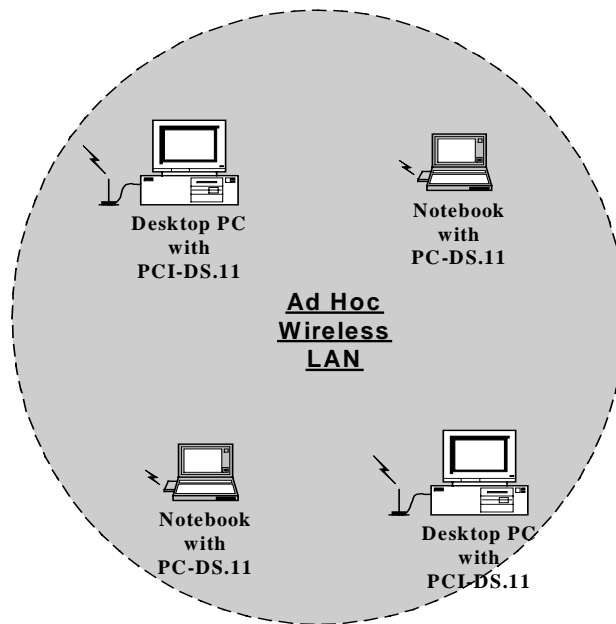 Desktop PC
with
PCI-DS.11
Notebook
with
PC-DS.11
Ad Hoc
Wireless
LAN
Notebook
with
PC-DS.11
Desktop PC
with
PCI-DS.11